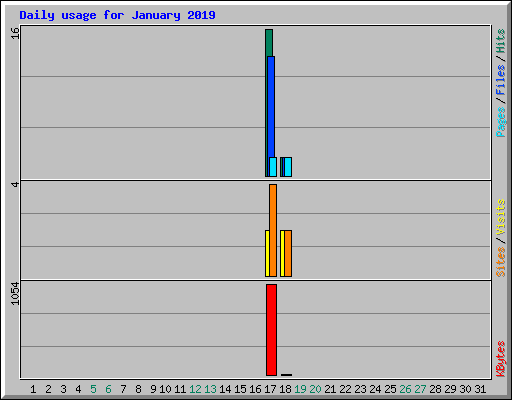 Daily usage for January 2019
16
4
1054
Pages / Files / Hits
Sites / Visits
KBytes
1 2 3 4 5 6 7 8 9 10 11 12 13 14 15 16 17 18 19 20 21 22 23 24 25 26 27 28 29 30 31